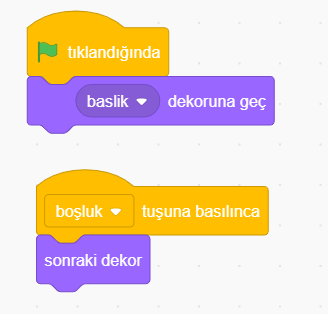 tıklandığında
baslik dekoruna geç
boşluk tuşuna basılınca
sonraki dekor